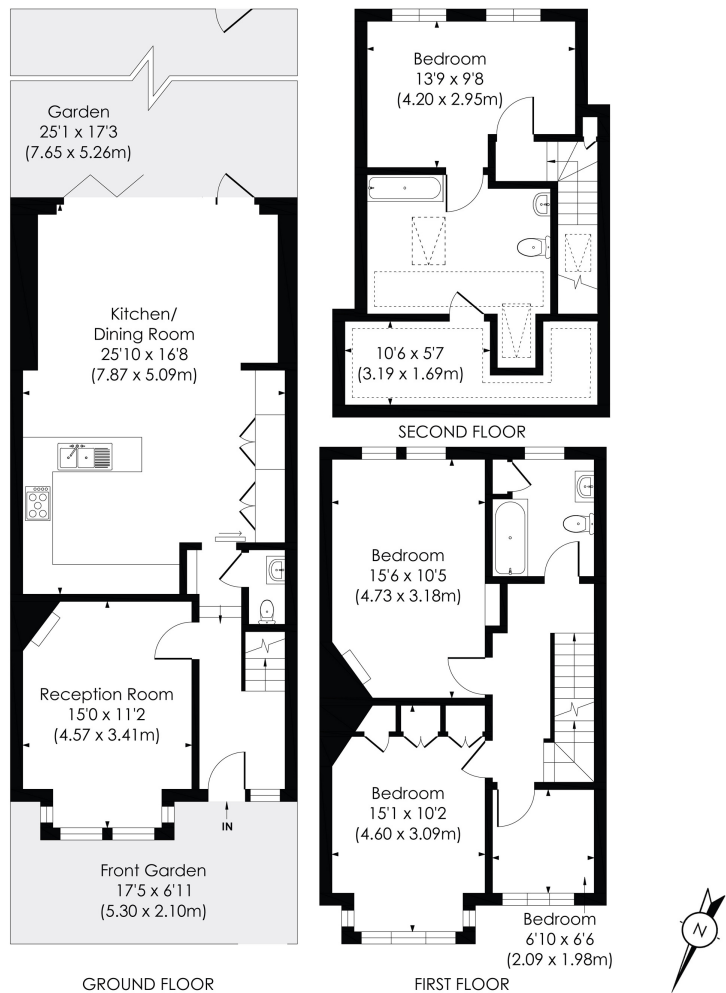 Garden
25'1 x 17'3
(7.65 x 5.26m)
Kitchen/
Dining Room
25'10 x 16'8
(7.87 x 5.09m)
Reception Room
15'0 x 11'2
(4.57 x 3.41m)
IN
Front Garden
17'5 x 6'11
(5.30 x 2.10m)
GROUND FLOOR
Bedroom
13'9 x 9'8
(4.20 x 2.95m)
10'6 x 5'7
(3.19 x 1.69m)
SECOND FLOOR
Bedroom
15'6 x 10'5
(4.73 x 3.18m)
Bedroom
15'1 x 10'2
(4.60 x 3.09m)
Bedroom
6'10 x 6'6
(2.09 x 1.98m)
FIRST FLOOR
N